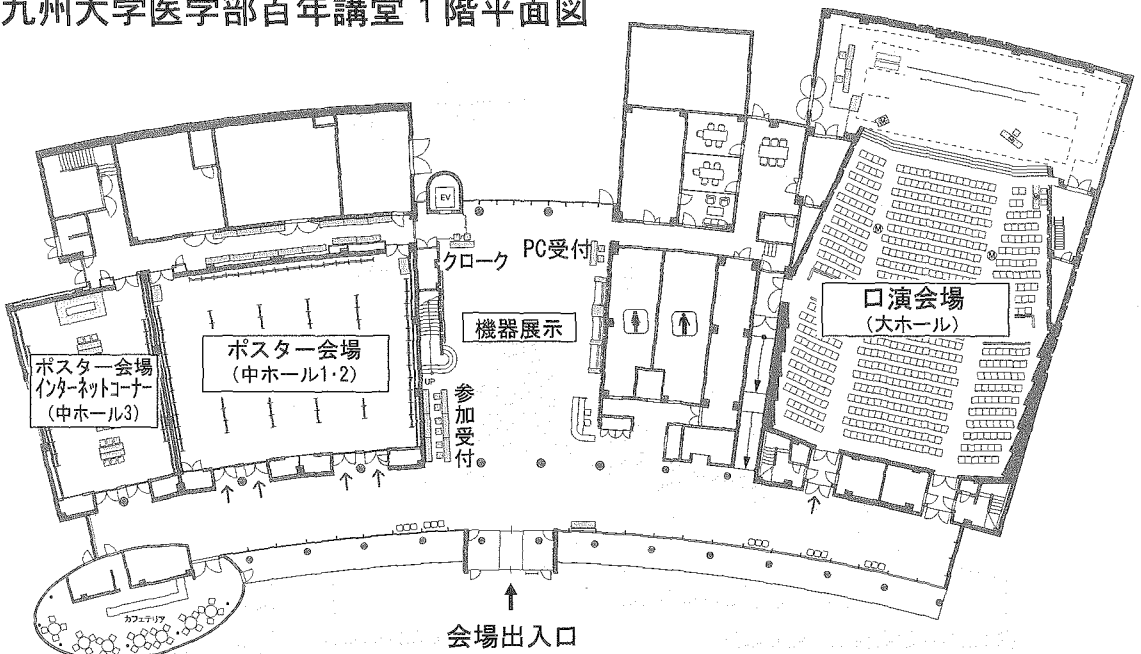 九州大学医学部百年講堂1階平面図
EV
クローク
PC受付
機器展示
口演会場
(大ホール)
ポスター会場
(中ホール1・2)
ポスター会場
インターネットコーナー
(中ホール3)
UP
参加受付
M
M
カフェテリア
会場出入口